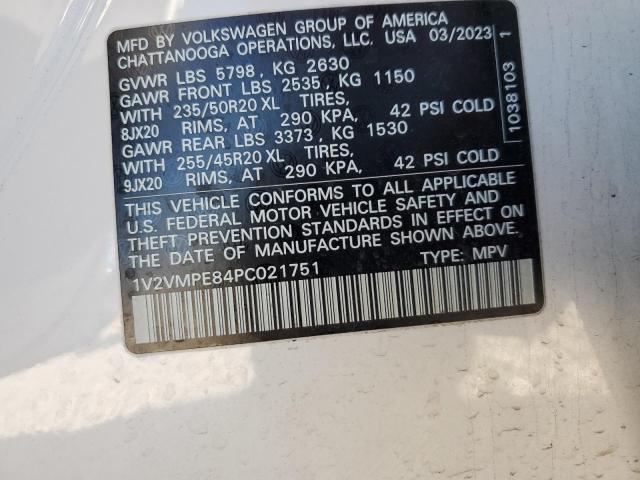 MFD BY VOLKSWAGEN GROUP OF AMERICA
CHATTANOOGA OPERATIONS, LLC. USA 03/2023
GVWR LBS 5798, KG 2630
GAWR FRONT LBS 2535, KG 1150
WITH 235/50R20 XL TIRES,
8JX20 RIMS, AT 290 KPA, 42 PSI COLD
GAWR REAR LBS 3373, KG 1530
WITH 255/45R20 XL TIRES,
9JX20 RIMS, AT 290 KPA, 42 PSI COLD
THIS VEHICLE CONFORMS TO ALL APPLICABLE
U.S. FEDERAL MOTOR VEHICLE SAFETY AND
THEFT PREVENTION STANDARDS IN EFFECT ON
THE DATE OF MANUFACTURE SHOWN ABOVE.
1V2VMPE84PC021751 TYPE: MPV
1038103 1